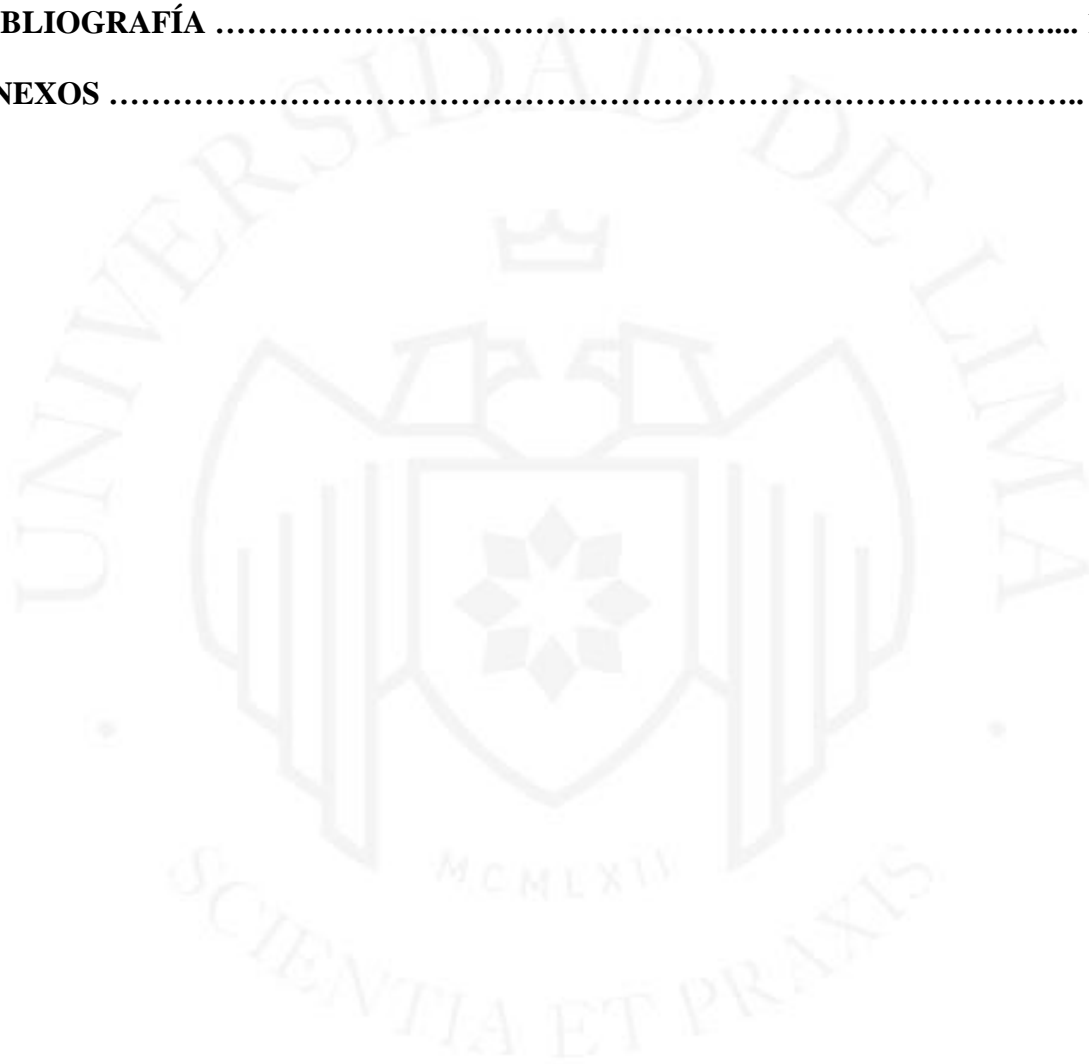 BLIOGRAFÍA ……………………………………………………………………....
NEXOS ………………………………………………………………………………..
UNIVERSIDAD DE LIMA
MCMLXII
SCIENTIA ET PRAXIS